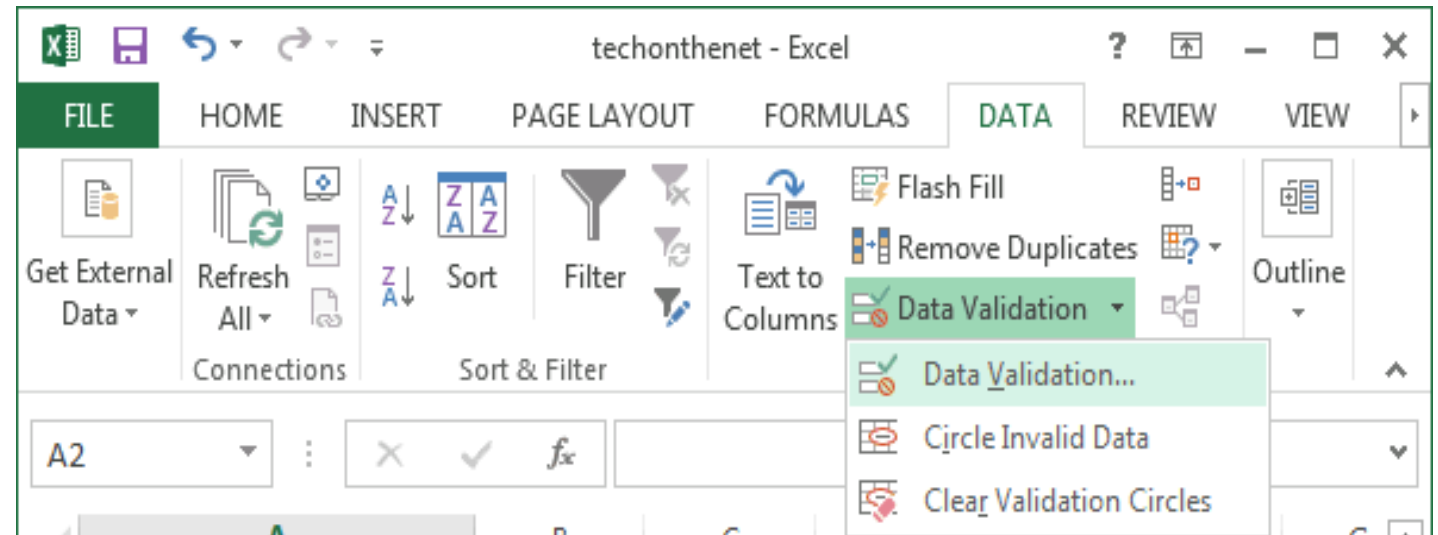 techonthenet - Excel
FILE HOME INSERT PAGE LAYOUT FORMULAS DATA REVIEW VIEW
Get External Data
Refresh All
Sort
Filter
Text to Columns
Flash Fill
Remove Duplicates
Data Validation
Outline
Connections
Sort & Filter
Data Validation...
Circle Invalid Data
Clear Validation Circles
A2
fx
A